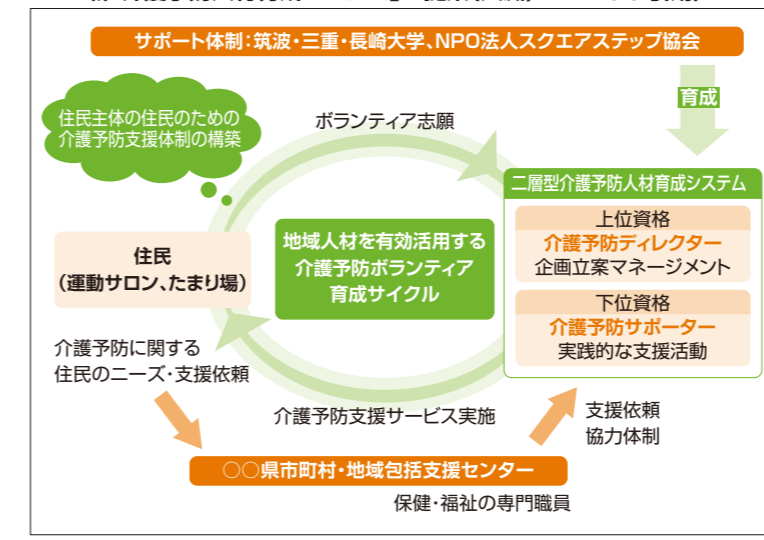 サポート体制：筑波・三重・長崎大学、NPO法人スクエアステップ協会
育成
住民主体の住民のための
介護予防支援体制の構築
ボランティア志願
二層型介護予防人材育成システム
上位資格
介護予防ディレクター
企画立案マネージメント
下位資格
介護予防サポーター
実践的な支援活動
地域人材を有効活用する
介護予防ボランティア
育成サイクル
住民
（運動サロン、たまり場）
介護予防に関する
住民のニーズ・支援依頼
介護予防支援サービス実施
支援依頼
協力体制
○○県市町村・地域包括支援センター
保健・福祉の専門職員